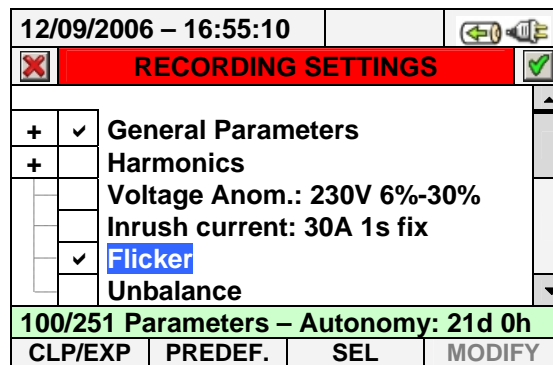 12/09/2006 – 16:55:10
RECORDING SETTINGS
+ General Parameters
+ Harmonics
Voltage Anom.: 230V 6%-30%
Inrush current: 30A 1s fix
Flicker
Unbalance
100/251 Parameters – Autonomy: 21d 0h
CLP/EXP PREDEF. SEL MODIFY